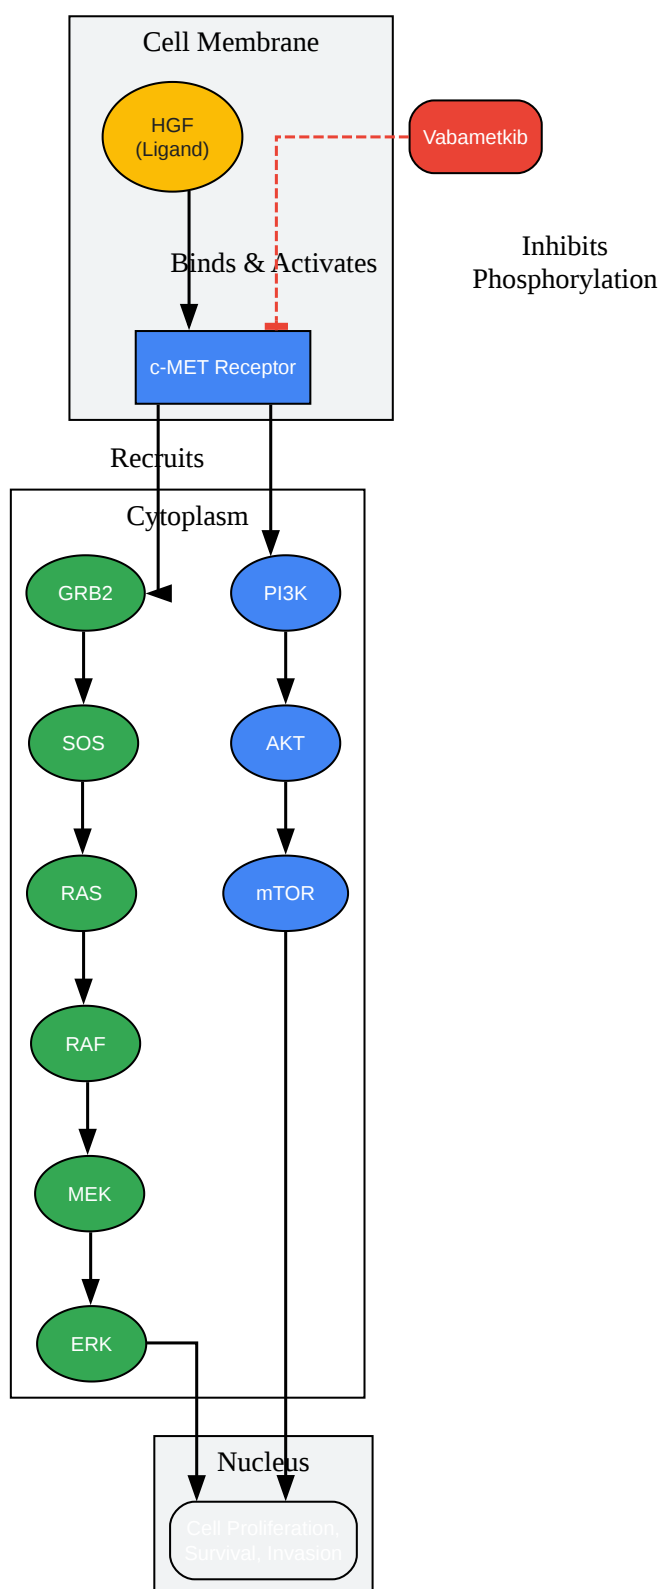 Cell Membrane
HGF
(Ligand)
Vabametkib
Inhibits
Phosphorylation
Binds & Activates
c-MET Receptor
Recruits
Cytoplasm
GRB2
PI3K
SOS
AKT
RAS
mTOR
RAF
MEK
ERK
Nucleus
Cell Proliferation,
Survival, Invasion